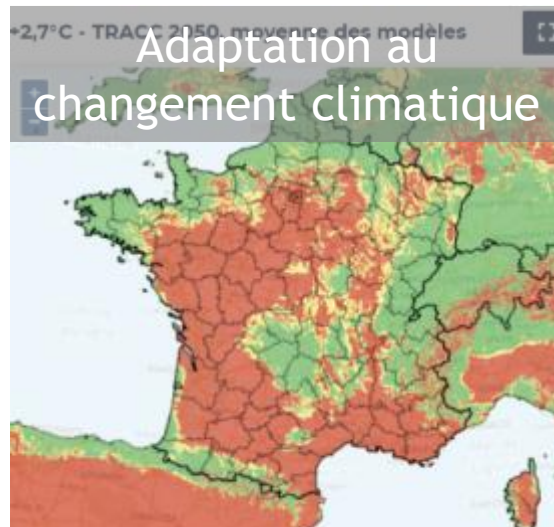 +2,7°C - TRACC 2050, moyenne des modèles
Adaptation au
changement climatique